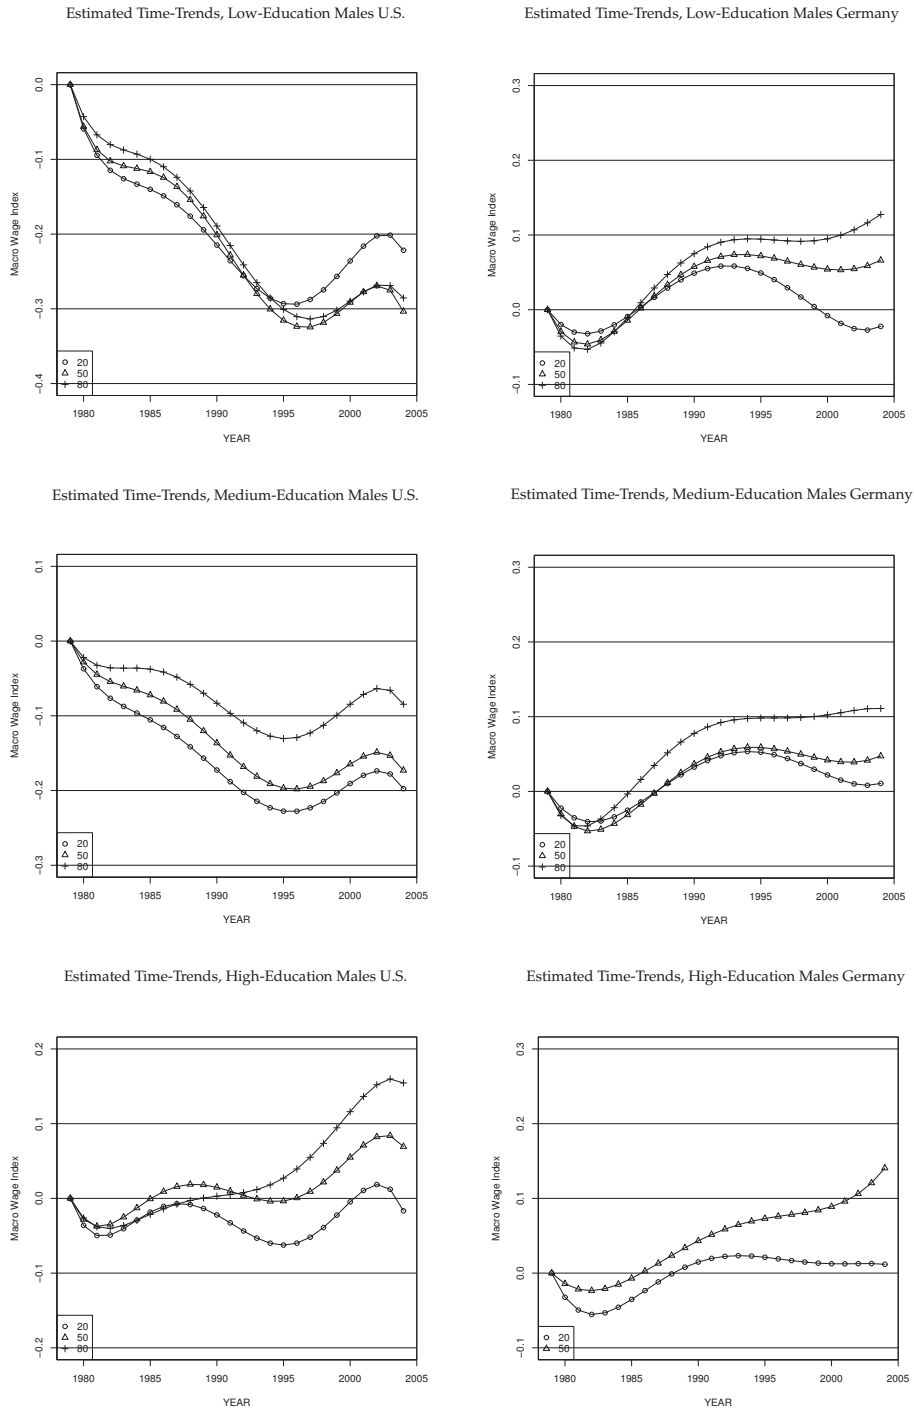 Estimated Time-Trends, Low-Education Males U.S.
0.0
−0.1
−0.2
−0.3
−0.4
Macro Wage Index
20
50
80
1980 1985 1990 1995 2000 2005
YEAR
Estimated Time-Trends, Low-Education Males Germany
0.3
0.2
0.1
0.0
−0.1
Macro Wage Index
20
50
80
1980 1985 1990 1995 2000 2005
YEAR
Estimated Time-Trends, Medium-Education Males U.S.
0.1
0.0
−0.1
−0.2
−0.3
Macro Wage Index
20
50
80
1980 1985 1990 1995 2000 2005
YEAR
Estimated Time-Trends, Medium-Education Males Germany
0.3
0.2
0.1
0.0
−0.1
Macro Wage Index
20
50
80
1980 1985 1990 1995 2000 2005
YEAR
Estimated Time-Trends, High-Education Males U.S.
0.2
0.1
0.0
−0.1
−0.2
Macro Wage Index
20
50
80
1980 1985 1990 1995 2000 2005
YEAR
Estimated Time-Trends, High-Education Males Germany
0.3
0.2
0.1
0.0
−0.1
Macro Wage Index
20
50
1980 1985 1990 1995 2000 2005
YEAR